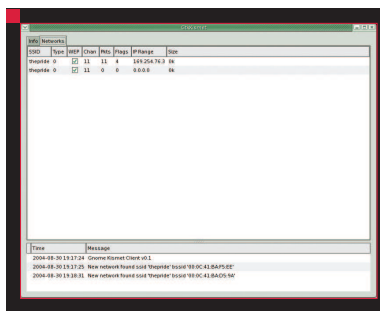 GkisMet
Info Networks
SSID Type WEP Chan Pkts Flags IP Range Size
thepride 0 11 11 4 169.254.76.3 0k
thepride 0 11 0 0 0.0.0.0 0k
Time Message
2004-08-30 19:17:24 Gnome Kismet Client v0.1
2004-08-30 19:17:25 New network found ssid 'thepride' bssid '00:0C:41:BA:F5:EE'
2004-08-30 19:18:31 New network found ssid 'thepride' bssid '00:0C:41:BA:D5:9A'